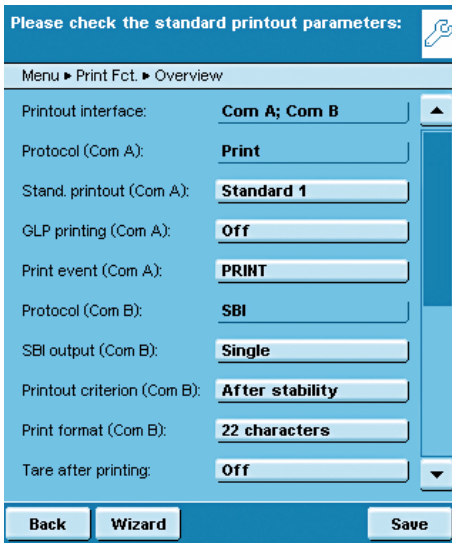 Please check the standard printout parameters:
Menu ▸ Print Fct. ▸ Overview
Printout interface: Com A; Com B
Protocol (Com A): Print
Stand. printout (Com A): Standard 1
GLP printing (Com A): Off
Print event (Com A): PRINT
Protocol (Com B): SBI
SBI output (Com B): Single
Printout criterion (Com B): After stability
Print format (Com B): 22 characters
Tare after printing: Off
Back Wizard Save